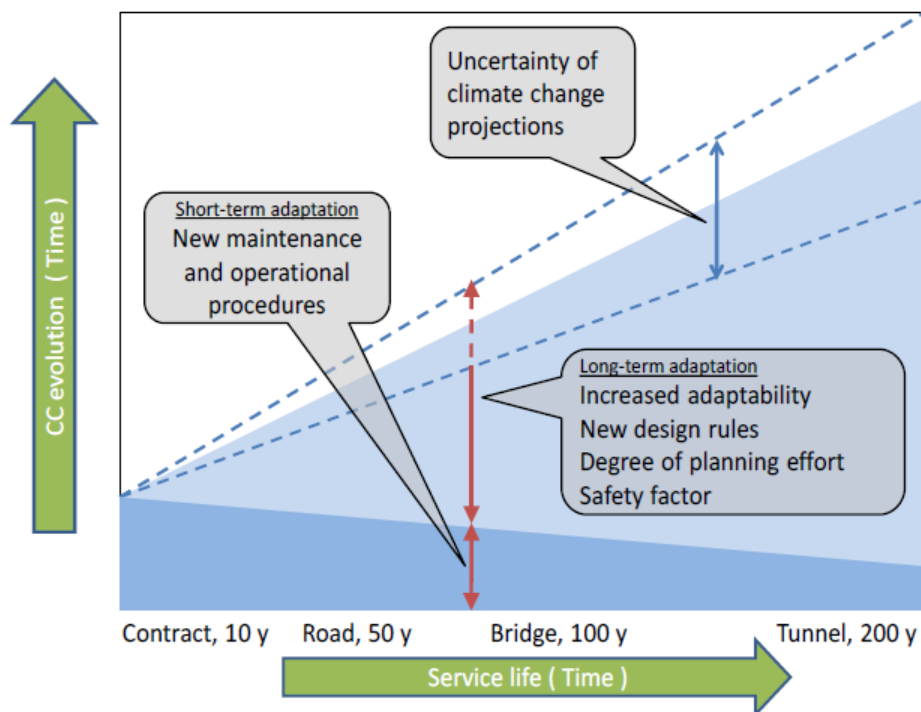 Uncertainty of
climate change
projections
Short-term adaptation
New maintenance
and operational
procedures
CC evolution ( Time )
Long-term adaptation
Increased adaptability
New design rules
Degree of planning effort
Safety factor
Contract, 10 y Road, 50 y Bridge, 100 y Tunnel, 200 y
Service life ( Time )